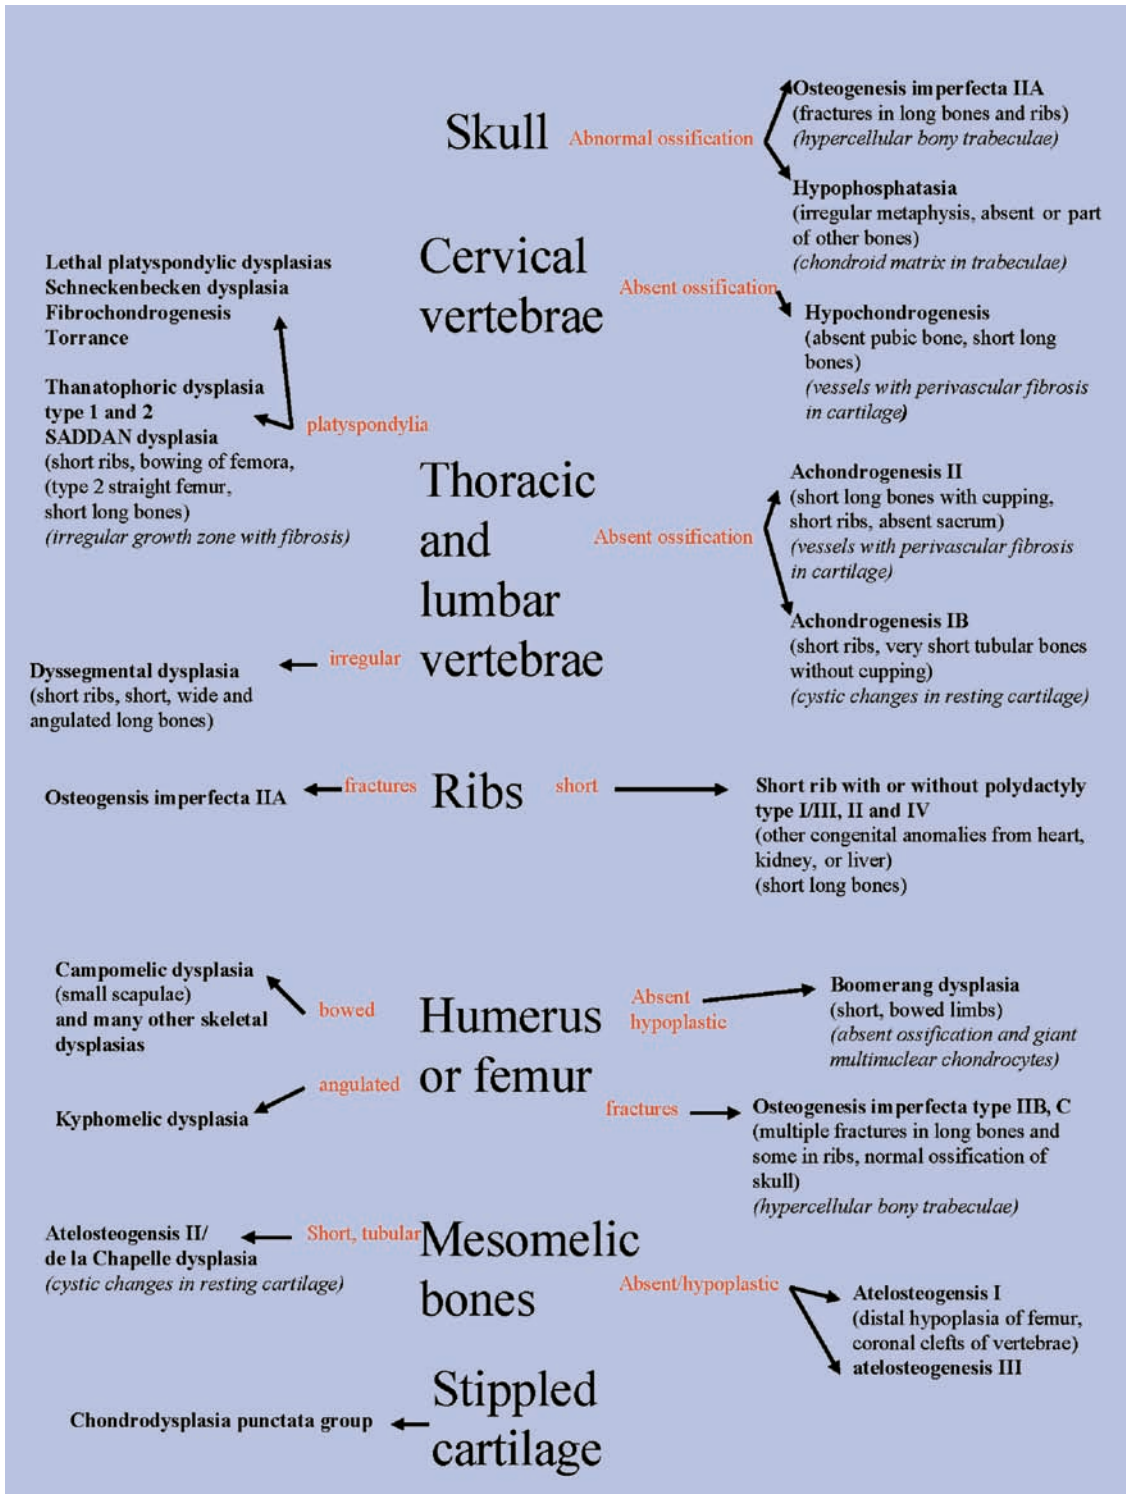 Skull
Abnormal ossification
Osteogenesis imperfecta IIA
(fractures in long bones and ribs)
(hypercellular bony trabeculae)
Hypophosphatasia
(irregular metaphysis, absent or part
of other bones)
(chondroid matrix in trabeculae)
Cervical
vertebrae
Absent ossification
Hypochondrogenesis
(absent pubic bone, short long
bones)
(vessels with perivascular fibrosis
in cartilage)
Lethal platyspondylic dysplasias
Schneckenbecken dysplasia
Fibrochondrogenesis
Torrance
Thanatophoric dysplasia
type 1 and 2
SADDAN dysplasia
(short ribs, bowing of femora,
(type 2 straight femur,
short long bones)
(irregular growth zone with fibrosis)
platyspondylia
Thoracic
and
lumbar
vertebrae
Absent ossification
Achondrogenesis II
(short long bones with cupping,
short ribs, absent sacrum)
(vessels with perivascular fibrosis
in cartilage)
Achondrogenesis IB
(short ribs, very short tubular bones
without cupping)
(cystic changes in resting cartilage)
irregular
Dyssegmental dysplasia
(short ribs, short, wide and
angulated long bones)
Osteogensis imperfecta IIA
fractures
Ribs
short
Short rib with or without polydactyly
type I/III, II and IV
(other congenital anomalies from heart,
kidney, or liver)
(short long bones)
Campomelic dysplasia
(small scapulae)
and many other skeletal
dysplasias
bowed
Humerus
or femur
Absent
hypoplastic
Boomerang dysplasia
(short, bowed limbs)
(absent ossification and giant
multinuclear chondrocytes)
angulated
Kyphomelic dysplasia
fractures
Osteogenesis imperfecta type IIB, C
(multiple fractures in long bones and
some in ribs, normal ossification of
skull)
(hypercellular bony trabeculae)
Atelosteogensis II/
de la Chapelle dysplasia
(cystic changes in resting cartilage)
Short, tubular
Mesomelic
bones
Absent/hypoplastic
Atelosteogensis I
(distal hypoplasia of femur,
coronal clefts of vertebrae)
atelosteogenesis III
Chondrodysplasia punctata group
Stippled
cartilage